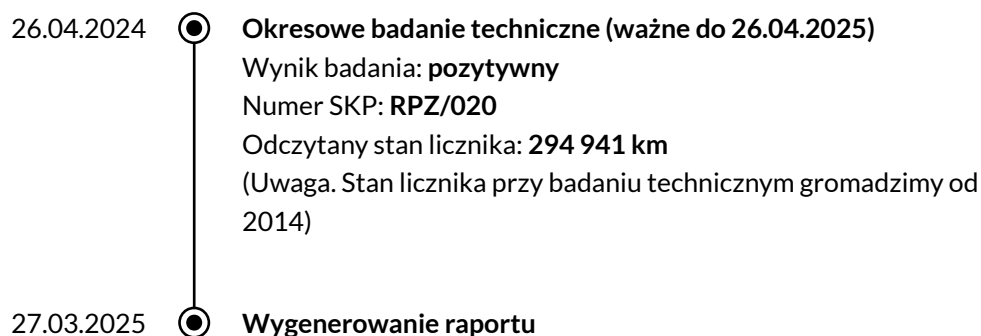 26.04.2024 Okresowe badanie techniczne (ważne do 26.04.2025)
Wynik badania: pozytywny
Numer SKP: RPZ/020
Odczytany stan licznika: 294 941 km
(Uwaga. Stan licznika przy badaniu technicznym gromadzimy od
2014)
27.03.2025 Wygenerowanie raportu